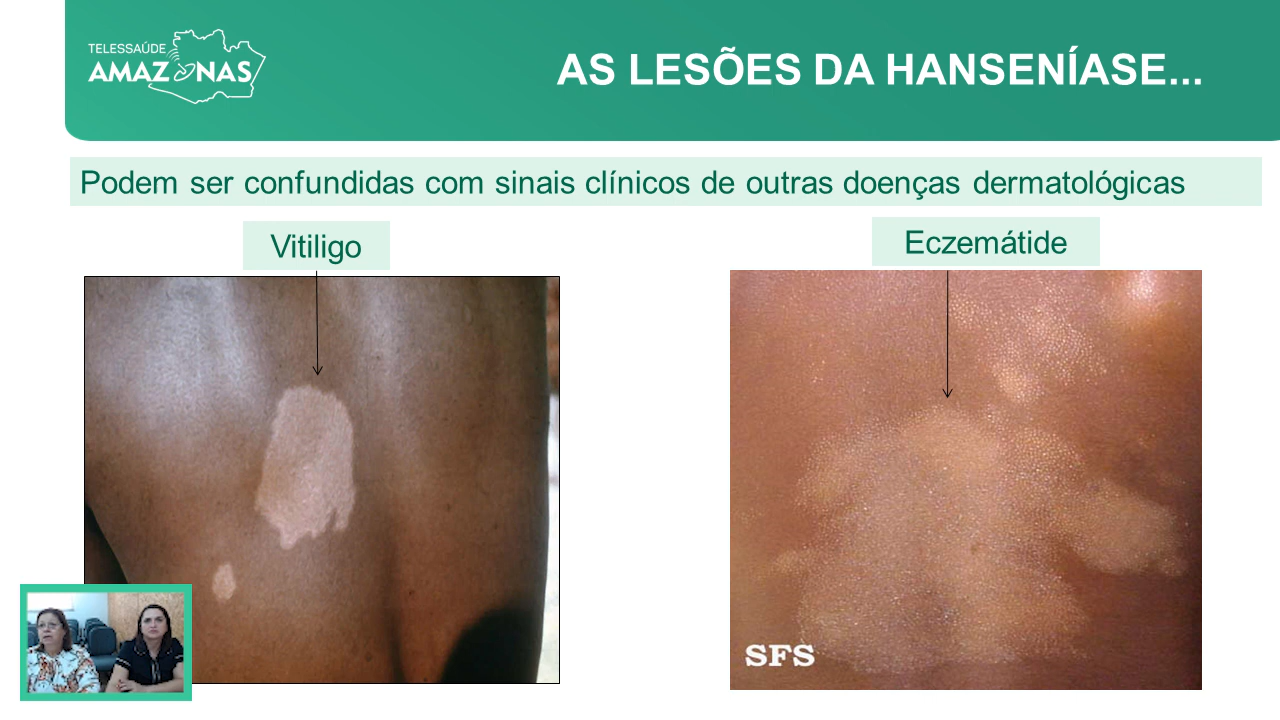 TELESSAÚDE
AMAZONAS
AS LESÕES DA HANSENÍASE...
Podem ser confundidas com sinais clínicos de outras doenças dermatológicas
Vitiligo
Eczemátide
SFS